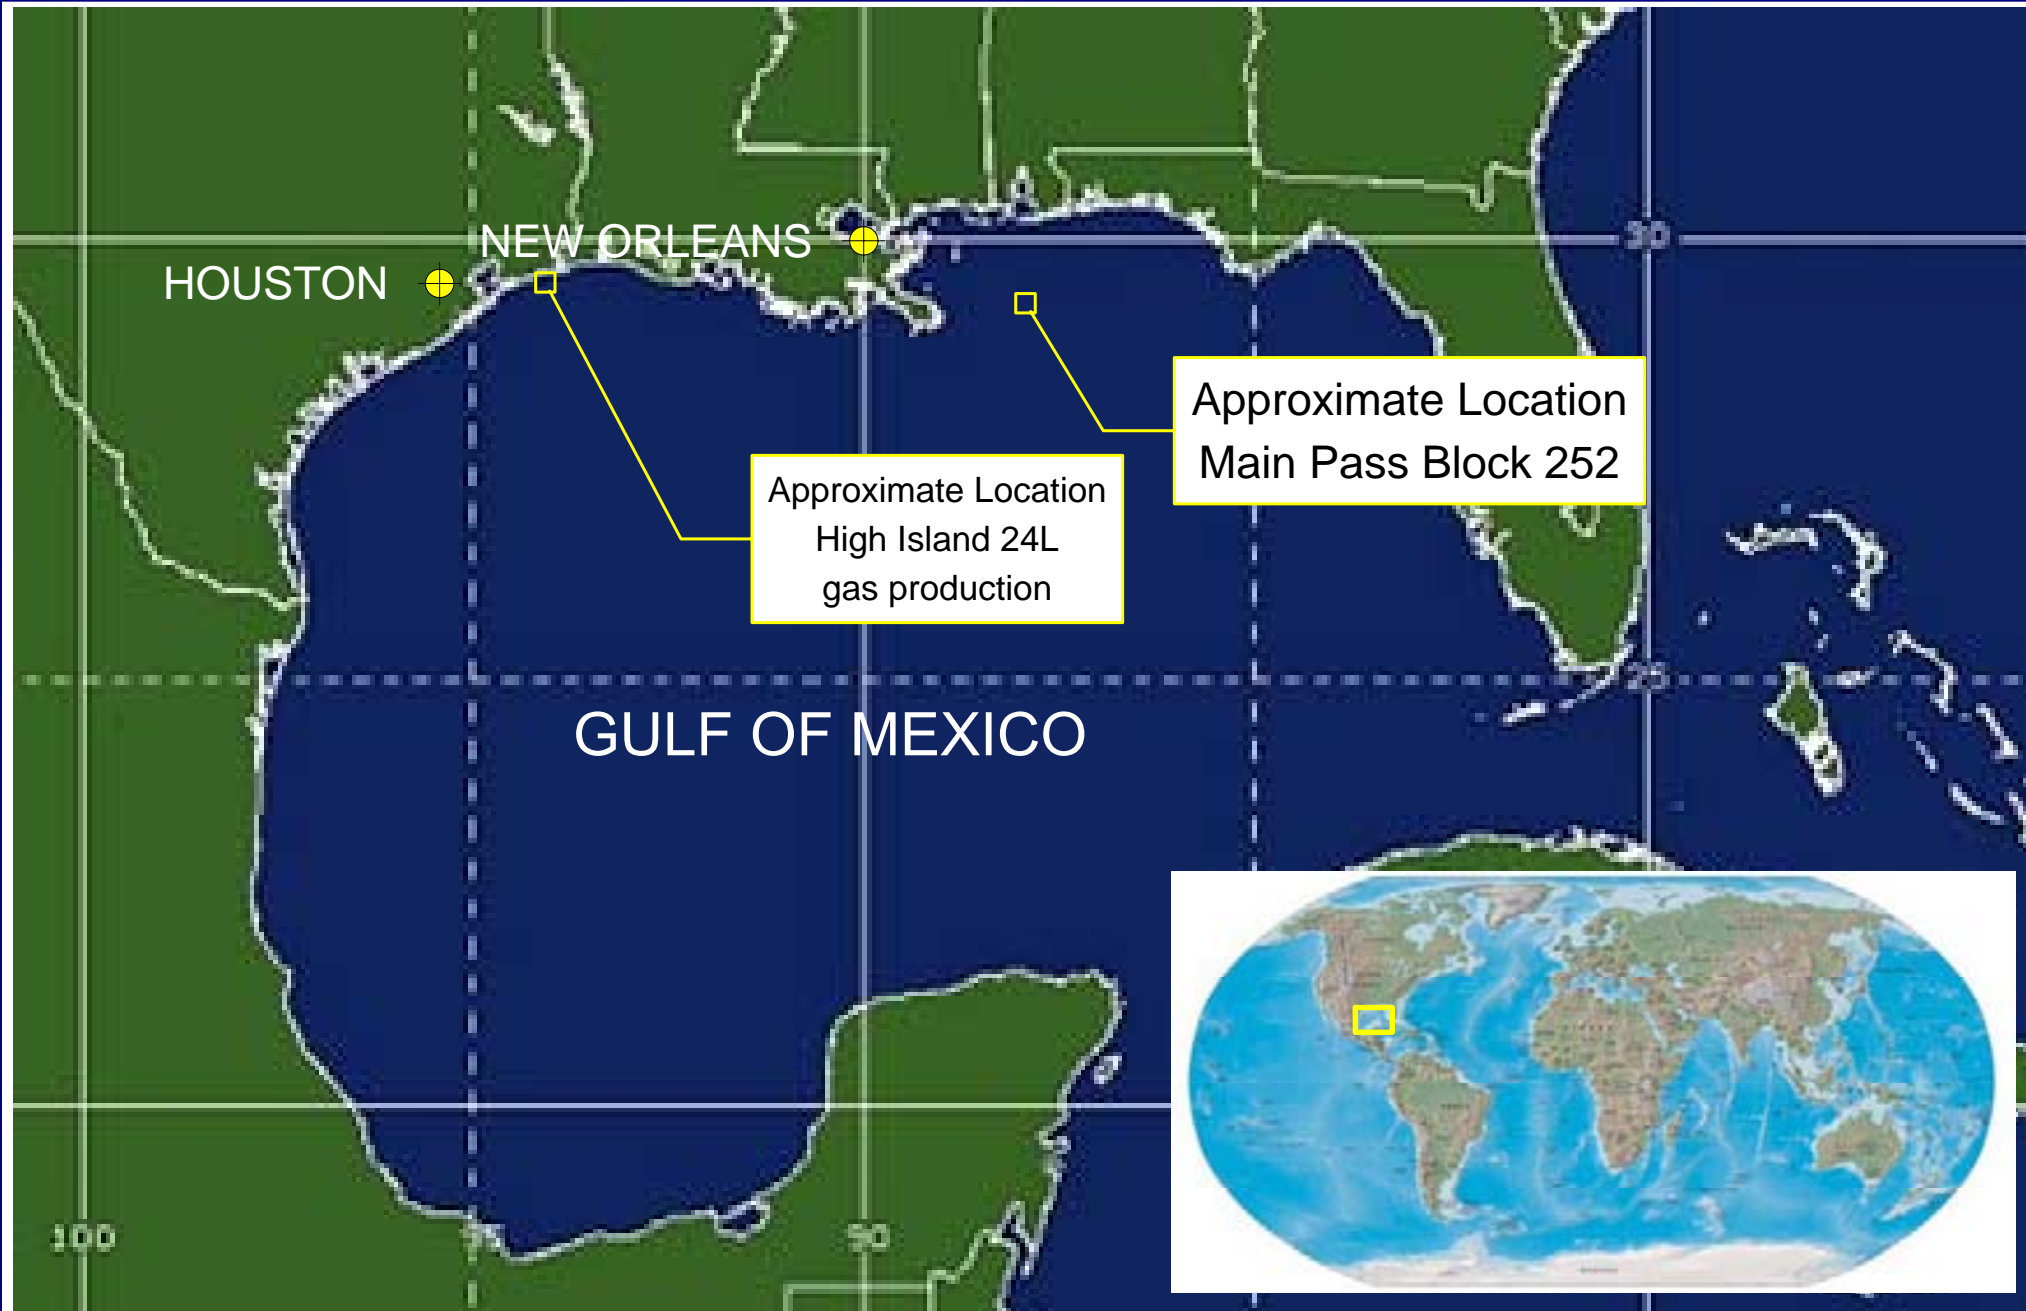 NEW ORLEANS
30
HOUSTON
Approximate Location
Main Pass Block 252
Approximate Location
High Island 24L
gas production
25
GULF OF MEXICO
100
90